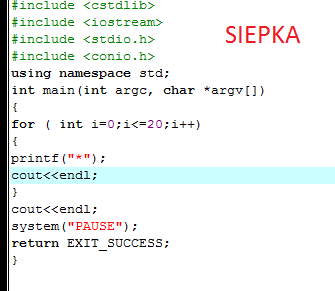 #include <cstdlib>
#include <iostream>
#include <stdio.h>
SIEPKA
#include <conio.h>
using namespace std;
int main(int argc, char *argv[])
{
for ( int i=0;i<=20;i++)
{
printf("*");
cout<<endl;
}
cout<<endl;
system("PAUSE");
return EXIT_SUCCESS;
}